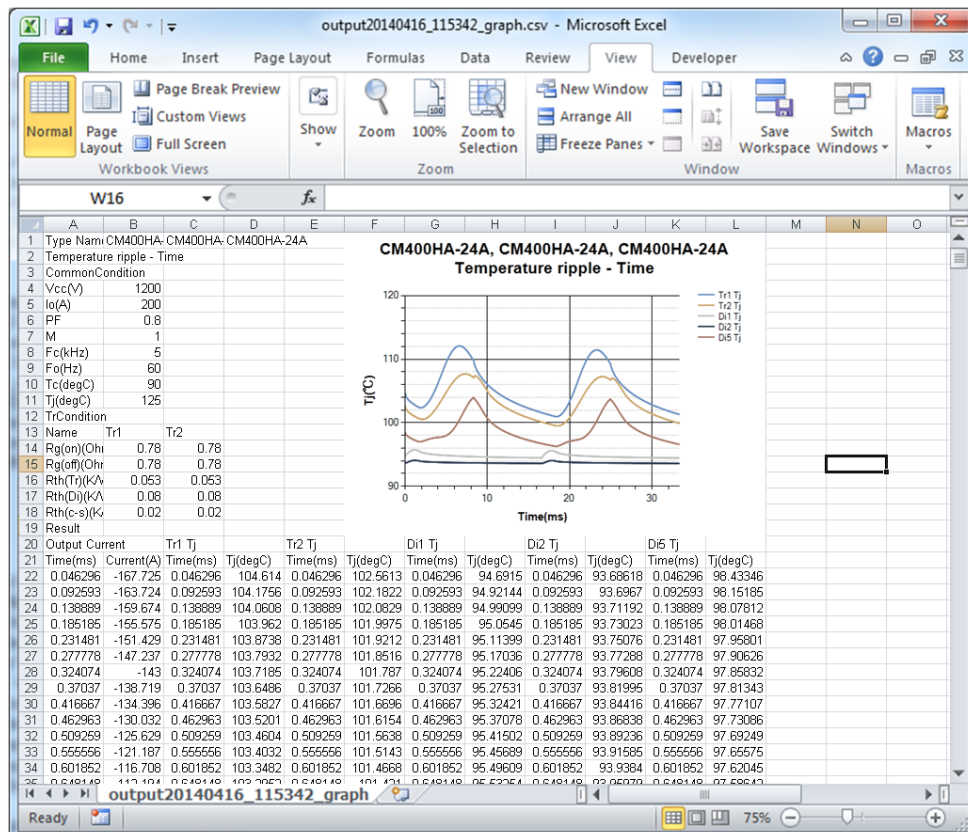 output20140416_115342_graph.csv - Microsoft Excel
File Home Insert Page Layout Formulas Data Review View Developer
Normal
Page Layout
Page Break Preview
Custom Views
Full Screen
Workbook Views
Show
Zoom
100%
Zoom to Selection
Zoom
New Window
Arrange All
Freeze Panes
Save Workspace
Switch Windows
Window
Macros
Macros
W16
fx
A B C D E F G H I J K L M N O
1 Type Nam CM400HA- CM400HA- CM400HA-24A
2 Temperature ripple - Time
3 CommonCondition
4 Vcc(V) 1200
5 Io(A) 200
6 PF 0.8
7 M 1
8 Fc(kHz) 5
9 Fo(Hz) 60
10 Tc(degC) 90
11 Tj(degC) 125
12 TrCondition
13 Name Tr1 Tr2
14 Rg(on)(Ohr 0.78 0.78
15 Rg(off)(Ohr 0.78 0.78
16 Rth(Tr)(K/ 0.053 0.053
17 Rth(Di)(K/ 0.08 0.08
18 Rth(c-s)(K/ 0.02 0.02
19 Result
CM400HA-24A, CM400HA-24A, CM400HA-24A
Temperature ripple - Time
Tj(℃)
120
110
100
90
0 10 20 30
Time(ms)
Tr1 Tj
Tr2 Tj
Di1 Tj
Di2 Tj
Di5 Tj
20 Output Current Tr1 Tj Tr2 Tj Di1 Tj Di2 Tj Di5 Tj
21 Time(ms) Current(A) Time(ms) Tj(degC) Time(ms) Tj(degC) Time(ms) Tj(degC) Time(ms) Tj(degC) Time(ms) Tj(degC)
22 0.046296 -167.725 0.046296 104.614 0.046296 102.5613 0.046296 94.6915 0.046296 93.68618 0.046296 98.43346
23 0.092593 -163.724 0.092593 104.1756 0.092593 102.1822 0.092593 94.92144 0.092593 93.6967 0.092593 98.15185
24 0.138889 -159.674 0.138889 104.0608 0.138889 102.0829 0.138889 94.99099 0.138889 93.71192 0.138889 98.07812
25 0.185185 -155.575 0.185185 103.962 0.185185 101.9975 0.185185 95.0545 0.185185 93.73023 0.185185 98.01468
26 0.231481 -151.429 0.231481 103.8738 0.231481 101.9212 0.231481 95.11399 0.231481 93.75076 0.231481 97.95801
27 0.277778 -147.237 0.277778 103.7932 0.277778 101.8516 0.277778 95.17036 0.277778 93.77288 0.277778 97.90626
28 0.324074 -143 0.324074 103.7185 0.324074 101.787 0.324074 95.22406 0.324074 93.79608 0.324074 97.85832
29 0.37037 -138.719 0.37037 103.6486 0.37037 101.7266 0.37037 95.27531 0.37037 93.81995 0.37037 97.81343
30 0.416667 -134.396 0.416667 103.5827 0.416667 101.6696 0.416667 95.32421 0.416667 93.84416 0.416667 97.77107
31 0.462963 -130.032 0.462963 103.5201 0.462963 101.6154 0.462963 95.37078 0.462963 93.86838 0.462963 97.73086
32 0.509259 -125.629 0.509259 103.4604 0.509259 101.5638 0.509259 95.41502 0.509259 93.89236 0.509259 97.69249
33 0.555556 -121.187 0.555556 103.4032 0.555556 101.5143 0.555556 95.45689 0.555556 93.91585 0.555556 97.65575
34 0.601852 -116.708 0.601852 103.3482 0.601852 101.4668 0.601852 95.49609 0.601852 93.9384 0.601852 97.62045
output20140416_115342_graph
Ready
75%